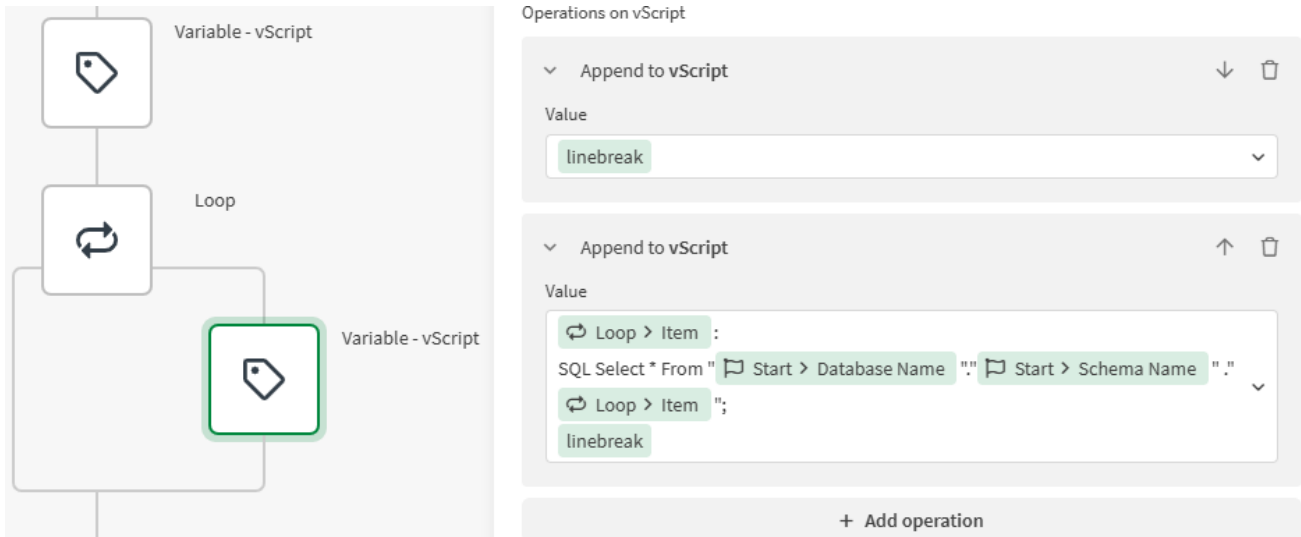 Variable - vScript
Loop
Variable - vScript
Operations on vScript
Append to vScript
Value
linebreak
Append to vScript
Value
Loop > Item :
SQL Select * From " Start > Database Name "." Start > Schema Name " ."
Loop > Item ";
linebreak
+ Add operation